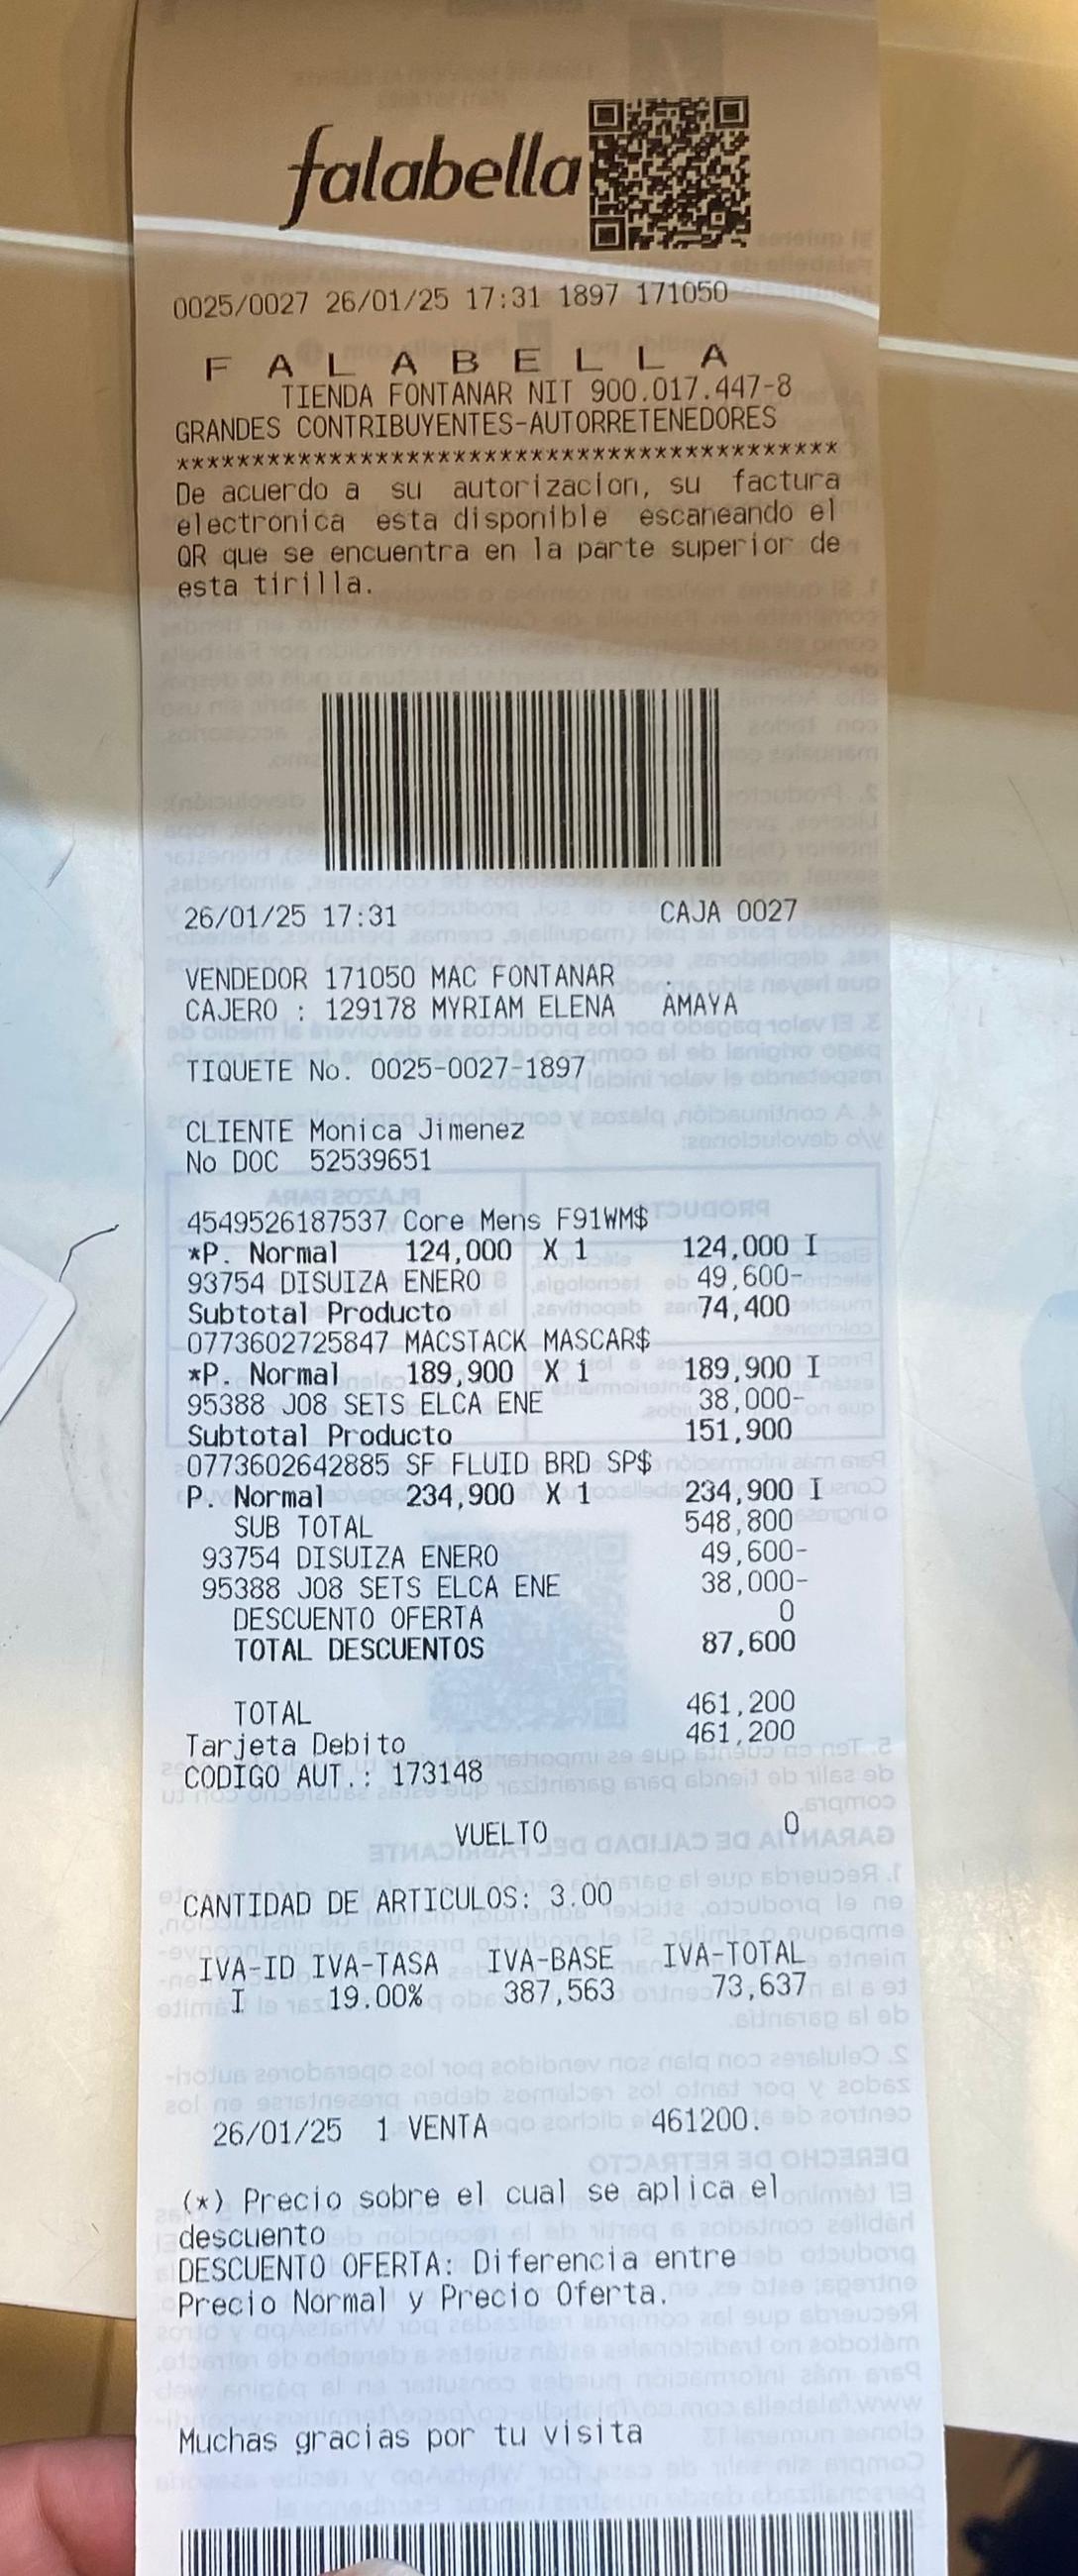 falabella
0025/0027 26/01/25 17:31 1897 171050
F A L A B E L L A
TIENDA FONTANAR NIT 900.017.447-8
GRANDES CONTRIBUYENTES-AUTORRETENEDORES
*******************************************
De acuerdo a su autorizacion, su factura
electronica esta disponible escaneando el
QR que se encuentra en la parte superior de
esta tirilla.
26/01/25 17:31 CAJA 0027
VENDEDOR 171050 MAC FONTANAR
CAJERO : 129178 MYRIAM ELENA AMAYA
TIQUETE No. 0025-0027-1897
CLIENTE Monica Jimenez
No DOC 52539651
4549526187537 Core Mens F91WM$
*P. Normal 124,000 X 1 124,000 I
93754 DISUIZA ENERO 49,600-
Subtotal Producto 74,400
0773602725847 MACSTACK MASCAR$
*P. Normal 189,900 X 1 189,900 I
95388 J08 SETS ELCA ENE 38,000-
Subtotal Producto 151,900
0773602642885 SF FLUID BRD SP$
P. Normal 234,900 X 1 234,900 I
SUB TOTAL 548,800
93754 DISUIZA ENERO 49,600-
95388 J08 SETS ELCA ENE 38,000-
DESCUENTO OFERTA 0
TOTAL DESCUENTOS 87,600
TOTAL 461,200
Tarjeta Debito 461,200
CODIGO AUT.: 173148
VUELTO 0
CANTIDAD DE ARTICULOS: 3.00
IVA-ID IVA-TASA IVA-BASE IVA-TOTAL
I 19.00% 387,563 73,637
26/01/25 1 VENTA 461200.
(*) Precio sobre el cual se aplica el
descuento
DESCUENTO OFERTA: Diferencia entre
Precio Normal y Precio Oferta.
Muchas gracias por tu visita